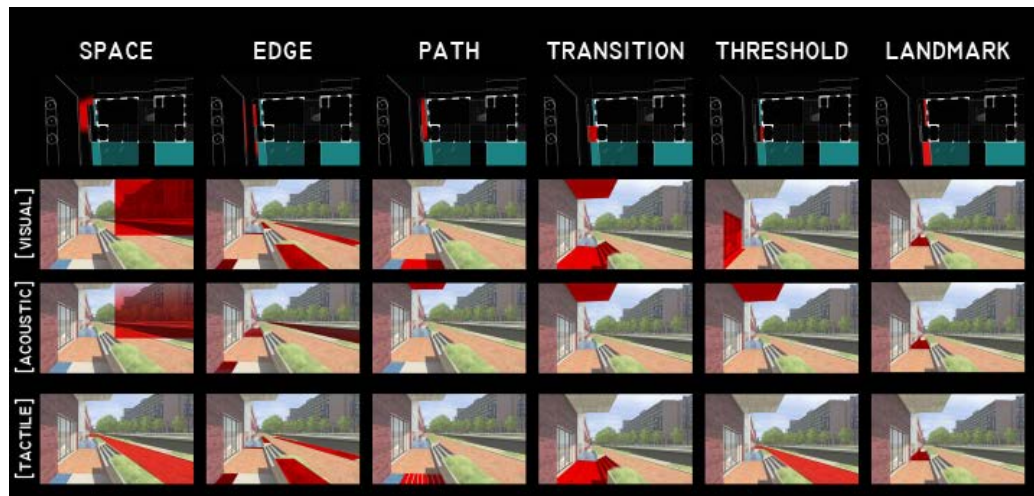 SPACE EDGE PATH TRANSITION THRESHOLD LANDMARK
[VISUAL]
[ACOUSTIC]
[TACTILE]